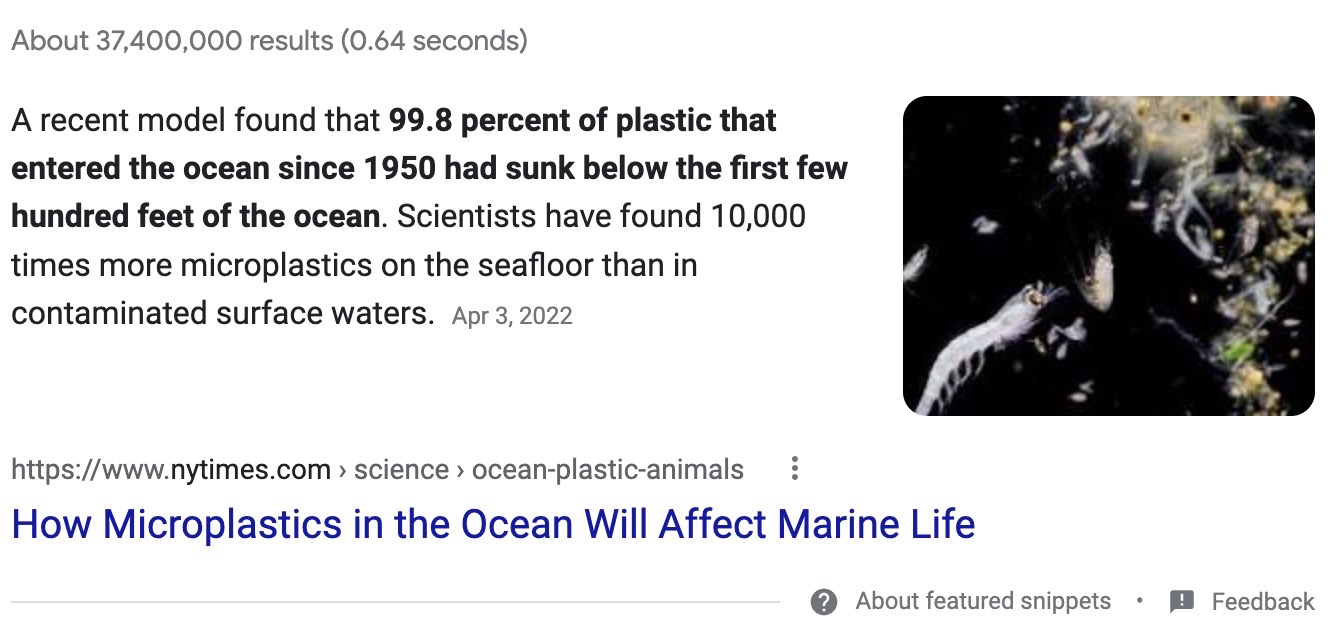 About 37,400,000 results (0.64 seconds)
A recent model found that 99.8 percent of plastic that
entered the ocean since 1950 had sunk below the first few
hundred feet of the ocean. Scientists have found 10,000
times more microplastics on the seafloor than in
contaminated surface waters. Apr 3, 2022
https://www.nytimes.com › science › ocean-plastic-animals
How Microplastics in the Ocean Will Affect Marine Life
About featured snippets • Feedback